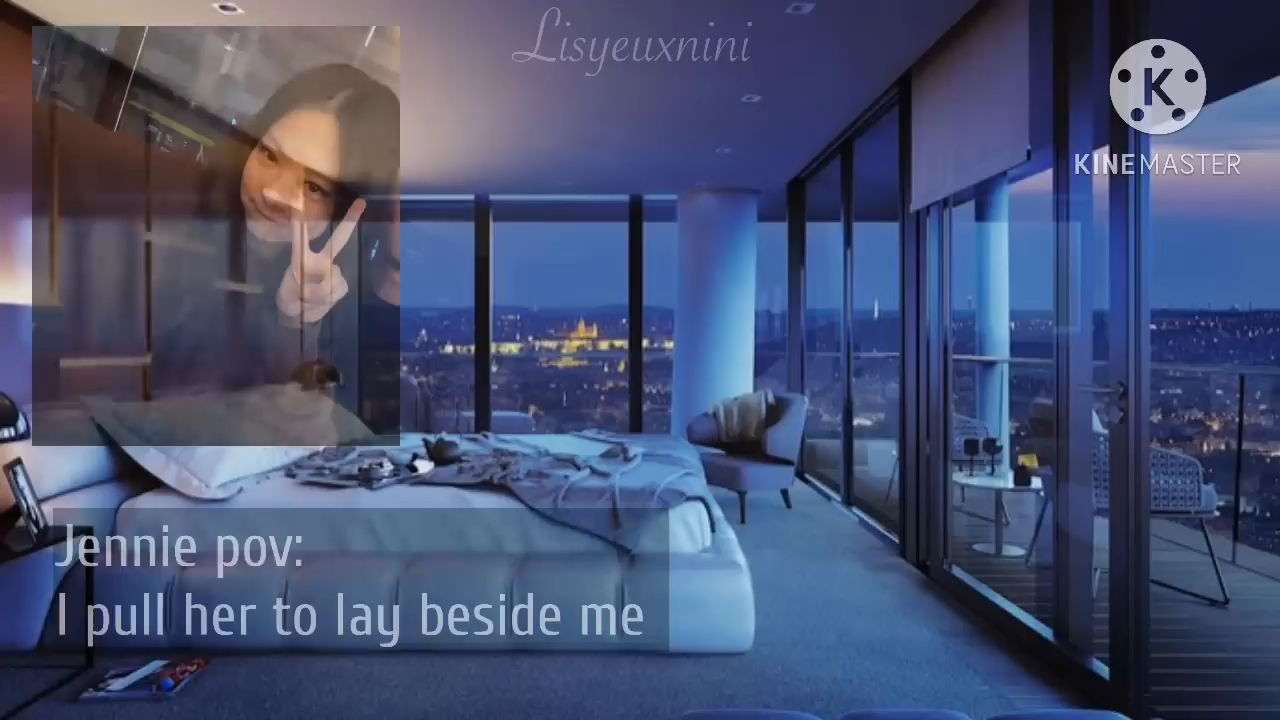 Lisyeuxnini
K
KINEMASTER
Jennie pov:
I pull her to lay beside me